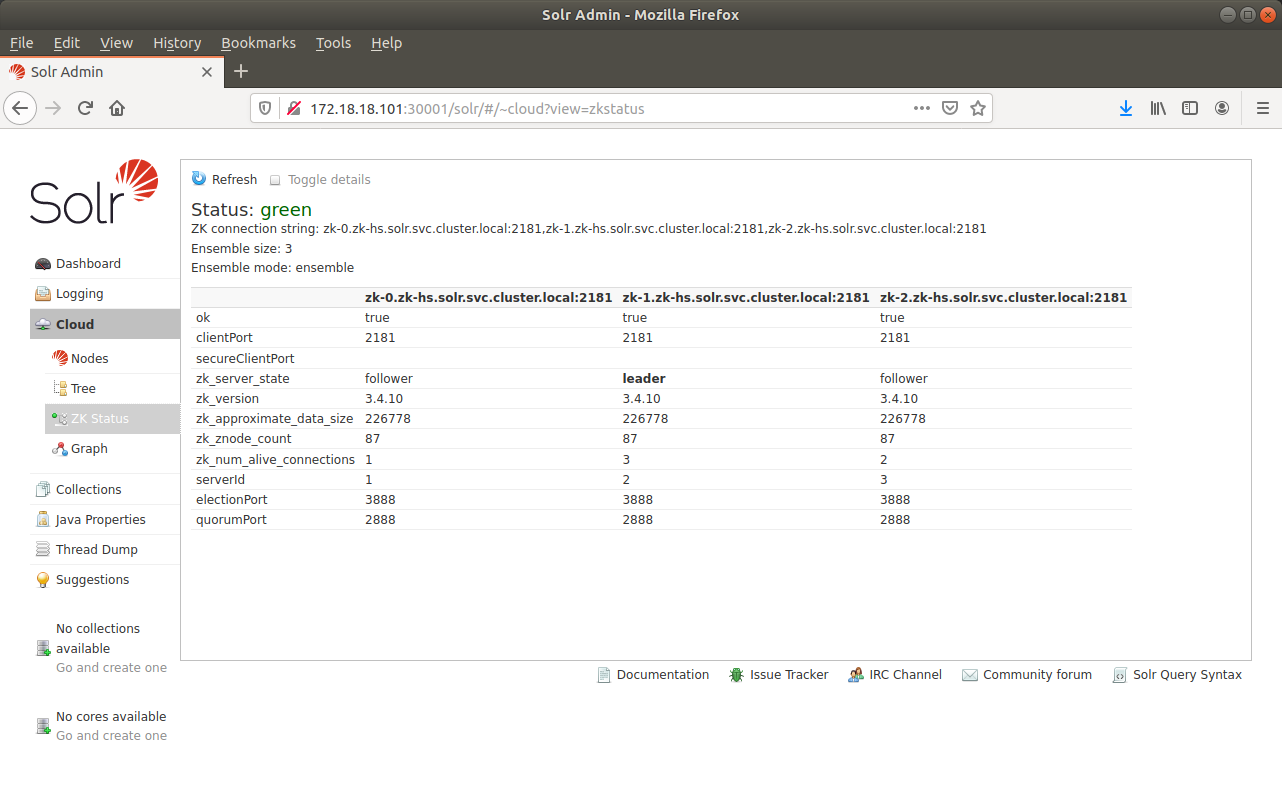 Solr Admin - Mozilla Firefox
File Edit View History Bookmarks Tools Help
Solr Admin
172.18.18.101:30001/solr/#/~cloud?view=zkstatus
Solr
Dashboard
Logging
Cloud
Nodes
Tree
ZK Status
Graph
Collections
Java Properties
Thread Dump
Suggestions
No collections
available
Go and create one
No cores available
Go and create one
Refresh Toggle details
Status: green
ZK connection string: zk-0.zk-hs.solr.svc.cluster.local:2181,zk-1.zk-hs.solr.svc.cluster.local:2181,zk-2.zk-hs.solr.svc.cluster.local:2181
Ensemble size: 3
Ensemble mode: ensemble
zk-0.zk-hs.solr.svc.cluster.local:2181 zk-1.zk-hs.solr.svc.cluster.local:2181 zk-2.zk-hs.solr.svc.cluster.local:2181
ok true true true
clientPort 2181 2181 2181
secureClientPort
zk_server_state follower leader follower
zk_version 3.4.10 3.4.10 3.4.10
zk_approximate_data_size 226778 226778 226778
zk_znode_count 87 87 87
zk_num_alive_connections 1 3 2
serverId 1 2 3
electionPort 3888 3888 3888
quorumPort 2888 2888 2888
Documentation Issue Tracker IRC Channel Community forum Solr Query Syntax